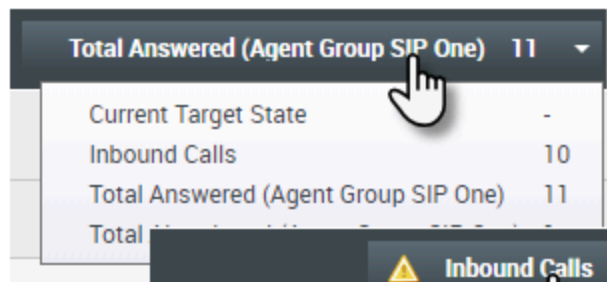 Total Answered (Agent Group SIP One) 11
Current Target State -
Inbound Calls 10
Total Answered (Agent Group SIP One) 11
Total
Inbound Calls